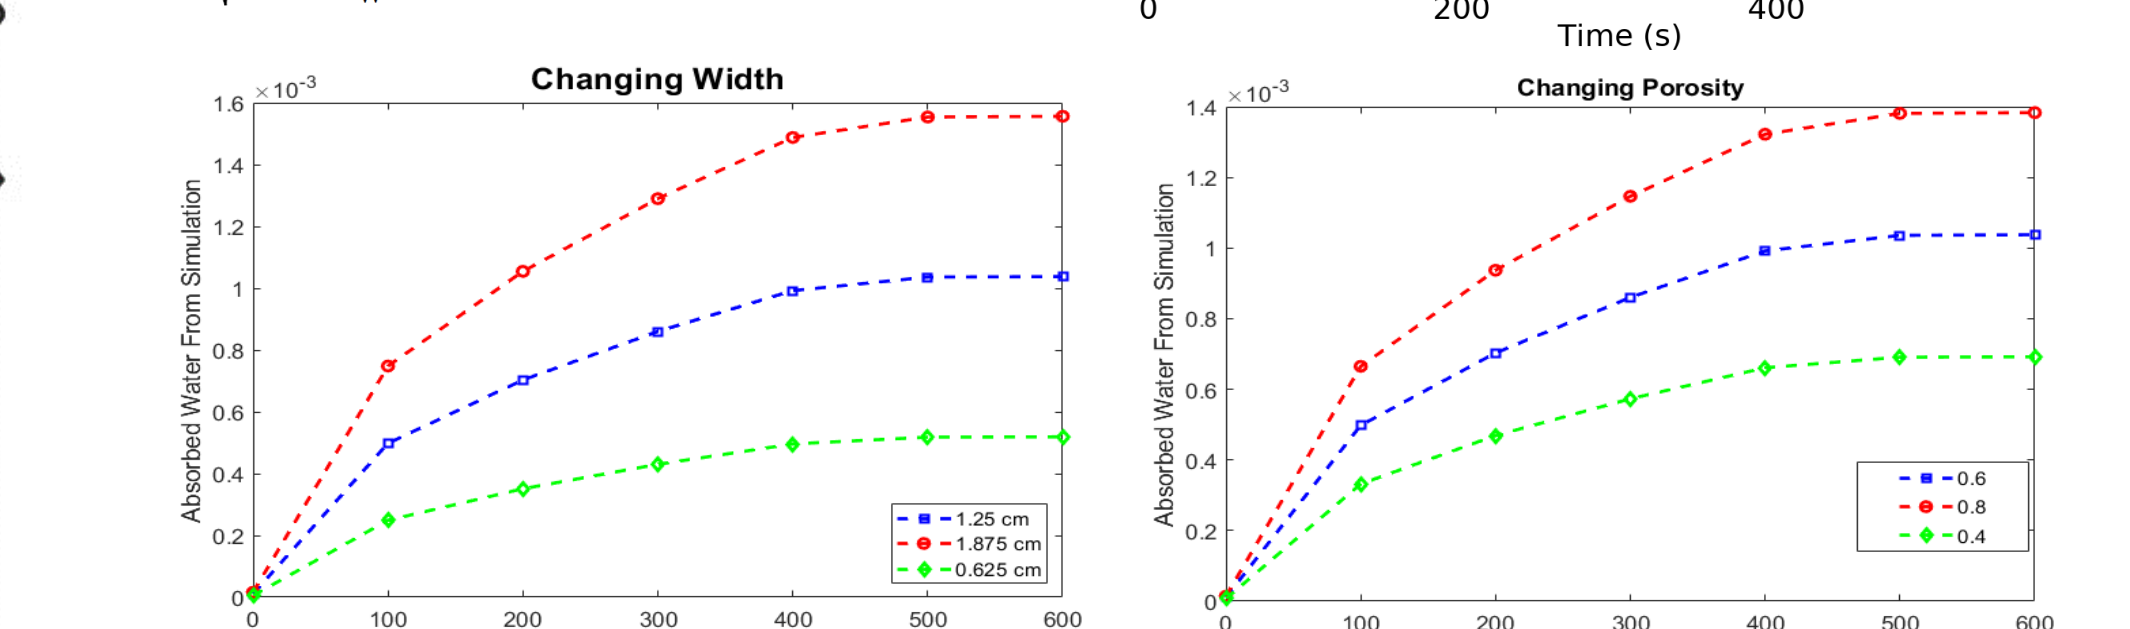 0 200 400
Time (s)
Changing Width
×10-3
1.6
1.4
1.2
1
0.8
0.6
0.4
0.2
0
Absorbed Water From Simulation
1.25 cm
1.875 cm
0.625 cm
0 100 200 300 400 500 600
Changing Porosity
×10-3
1.4
1.2
1
0.8
0.6
0.4
0.2
0
Absorbed Water From Simulation
0.6
0.8
0.4
0 100 200 300 400 500 600